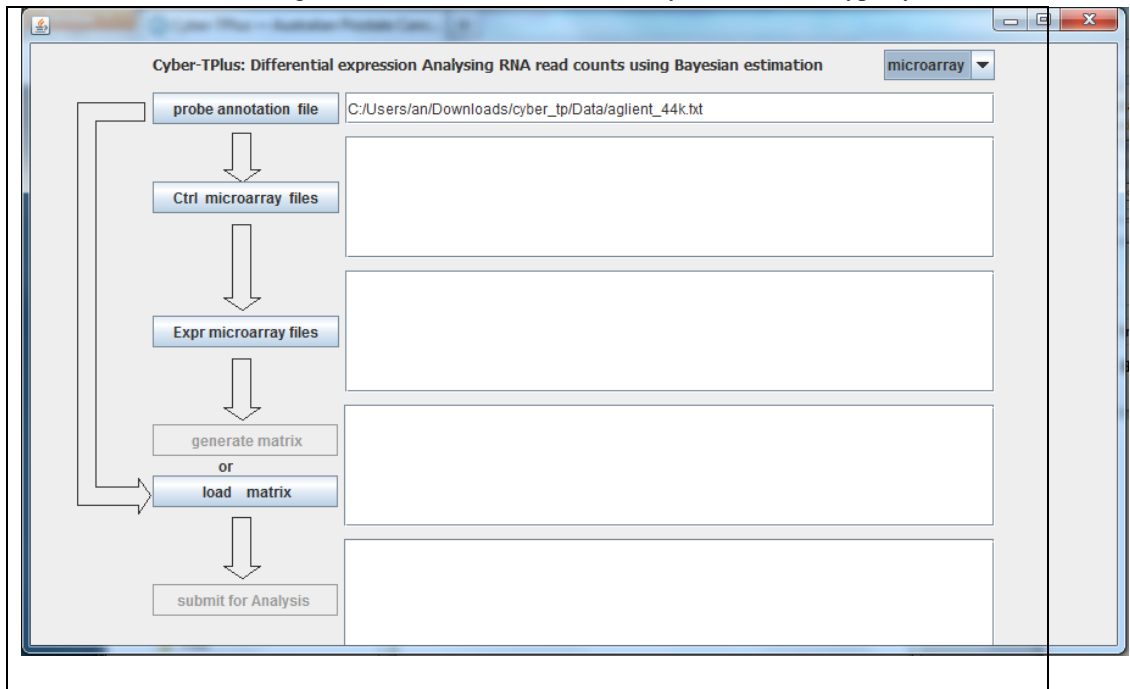 Cyber-TPlus: Differential expression Analysing RNA read counts using Bayesian estimation
microarray
probe annotation file
C:/Users/an/Downloads/cyber_tp/Data/aglient_44k.txt
Ctrl microarray files
Expr microarray files
generate matrix
or
load matrix
submit for Analysis